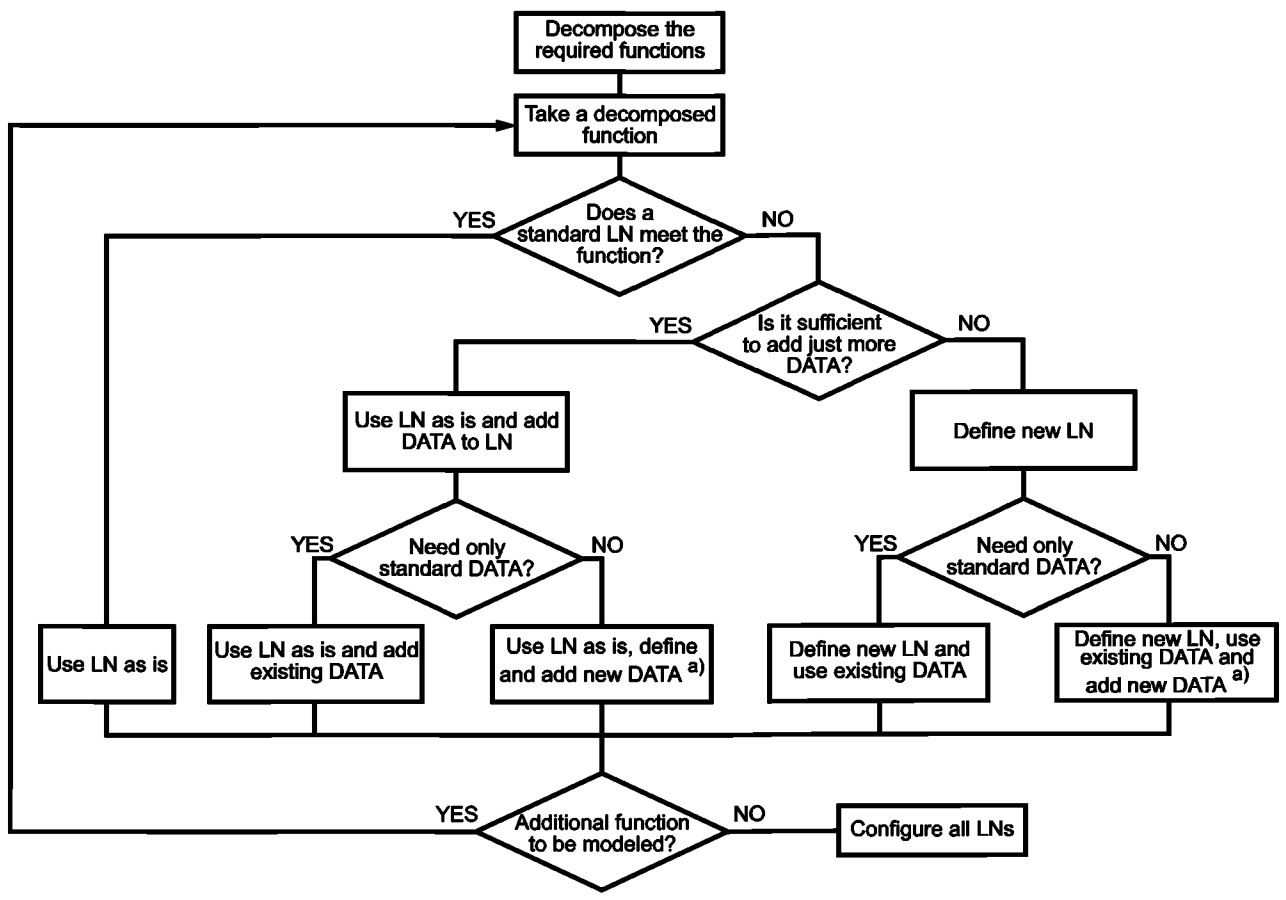 Decompose the
required functions
Take a decomposed
function
YES
Does a
standard LN meet the
function?
NO
YES
Is it sufficient
to add just more
DATA?
NO
Use LN as is and add
DATA to LN
Define new LN
YES
Need only
standard DATA?
NO
YES
Need only
standard DATA?
NO
Use LN as is
Use LN as is and add
existing DATA
Use LN as is, define
and add new DATA a)
Define new LN and
use existing DATA
Define new LN, use
existing DATA and
add new DATA a)
YES
Additional function
to be modeled?
NO
Configure all LNs